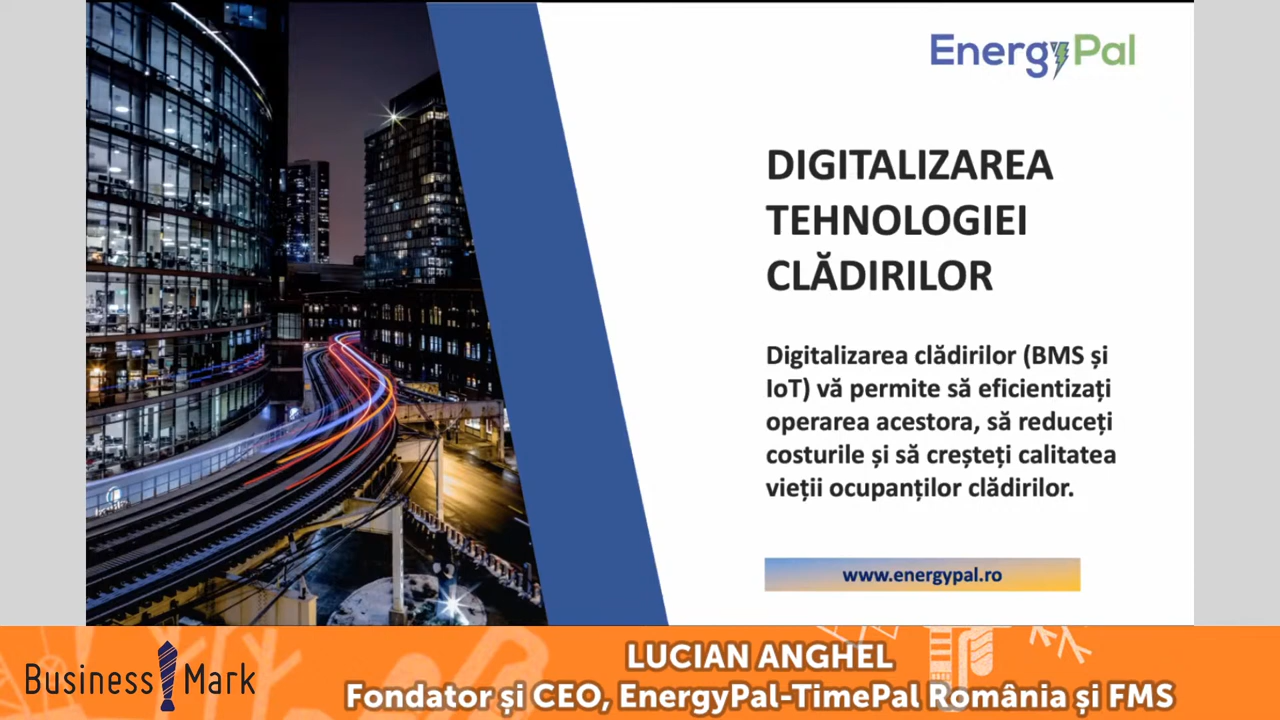 EnergyPal
DIGITALIZAREA
TEHNOLOGIEI
CLĂDIRILOR
Digitalizarea clădirilor (BMS și
IoT) vă permite să eficientizați
operarea acestora, să reduceți
costurile și să creșteți calitatea
vieții ocupanților clădirilor.
www.energypal.ro
Business Mark
LUCIAN ANGHEL
Fondator și CEO, EnergyPal-TimePal România și FMS